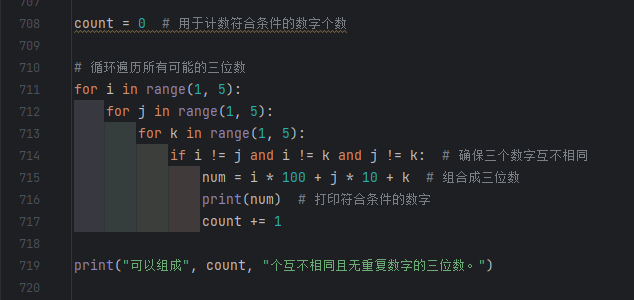 707
708 count = 0  # 用于计数符合条件的数字个数
709
710 # 循环遍历所有可能的三位数
711 for i in range(1, 5):
712     for j in range(1, 5):
713         for k in range(1, 5):
714             if i != j and i != k and j != k:  # 确保三个数字互不相同
715                 num = i * 100 + j * 10 + k  # 组合成三位数
716                 print(num)  # 打印符合条件的数字
717                 count += 1
718
719 print("可以组成", count, "个互不相同且无重复数字的三位数。")
720